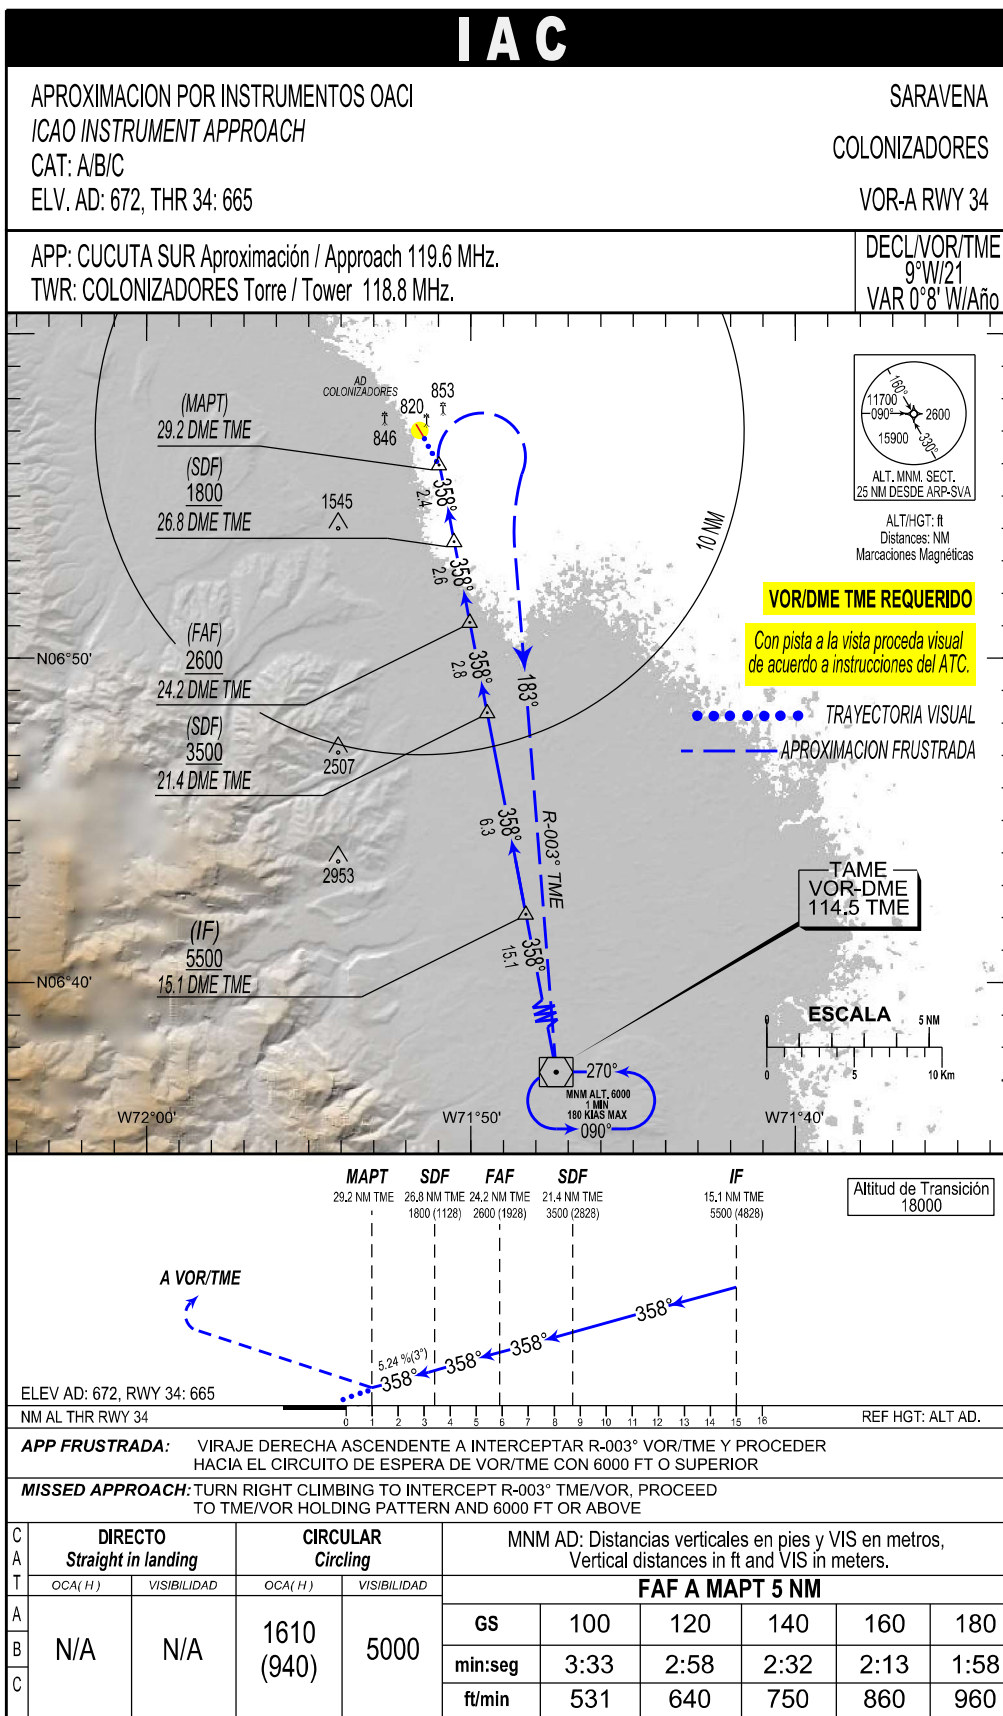 IAC
APROXIMACION POR INSTRUMENTOS OACI
ICAO INSTRUMENT APPROACH
CAT: A/B/C
ELV. AD: 672, THR 34: 665
SARAVENA
COLONIZADORES
VOR-A RWY 34
APP: CUCUTA SUR Aproximación / Approach 119.6 MHz.
TWR: COLONIZADORES Torre / Tower 118.8 MHz.
DECL/VOR/TME
9°W/21
VAR 0°8' W/Año
AD
COLONIZADORES
853
820
846
(MAPT)
29.2 DME TME
(SDF)
1800
26.8 DME TME
1545
10 NM
160°
11700
090°
2600
15900
330°
ALT. MNM. SECT.
25 NM DESDE ARP-SVA
ALT/HGT: ft
Distances: NM
Marcaciones Magnéticas
VOR/DME TME REQUERIDO
Con pista a la vista proceda visual
de acuerdo a instrucciones del ATC.
TRAYECTORIA VISUAL
APROXIMACION FRUSTRADA
358°
2.4
358°
2.6
358°
2.8
358°
6.3
358°
15.1
183°
R-003° TME
N06°50'
(FAF)
2600
24.2 DME TME
(SDF)
3500
21.4 DME TME
2507
2953
(IF)
5500
15.1 DME TME
N06°40'
TAME
VOR-DME
114.5 TME
ESCALA
0
5 NM
0
5
10 Km
270°
MNM ALT. 6000
1 MIN
180 KIAS MAX
090°
W72°00'
W71°50'
W71°40'
MAPT
29.2 NM TME
SDF
26.8 NM TME
1800 (1128)
FAF
24.2 NM TME
2600 (1928)
SDF
21.4 NM TME
3500 (2828)
IF
15.1 NM TME
5500 (4828)
Altitud de Transición
18000
A VOR/TME
5.24 %(3°)
358°
358°
358°
358°
ELEV AD: 672, RWY 34: 665
NM AL THR RWY 34
0 1 2 3 4 5 6 7 8 9 10 11 12 13 14 15 16
REF HGT: ALT AD.
APP FRUSTRADA: VIRAJE DERECHA ASCENDENTE A INTERCEPTAR R-003° VOR/TME Y PROCEDER
HACIA EL CIRCUITO DE ESPERA DE VOR/TME CON 6000 FT O SUPERIOR
MISSED APPROACH: TURN RIGHT CLIMBING TO INTERCEPT R-003° TME/VOR, PROCEED
TO TME/VOR HOLDING PATTERN AND 6000 FT OR ABOVE
CAT
DIRECTO
Straight in landing
CIRCULAR
Circling
MNM AD: Distancias verticales en pies y VIS en metros,
Vertical distances in ft and VIS in meters.
OCA( H )
VISIBILIDAD
OCA( H )
VISIBILIDAD
FAF A MAPT 5 NM
A
B
C
N/A
N/A
1610
(940)
5000
GS 100 120 140 160 180
min:seg 3:33 2:58 2:32 2:13 1:58
ft/min 531 640 750 860 960